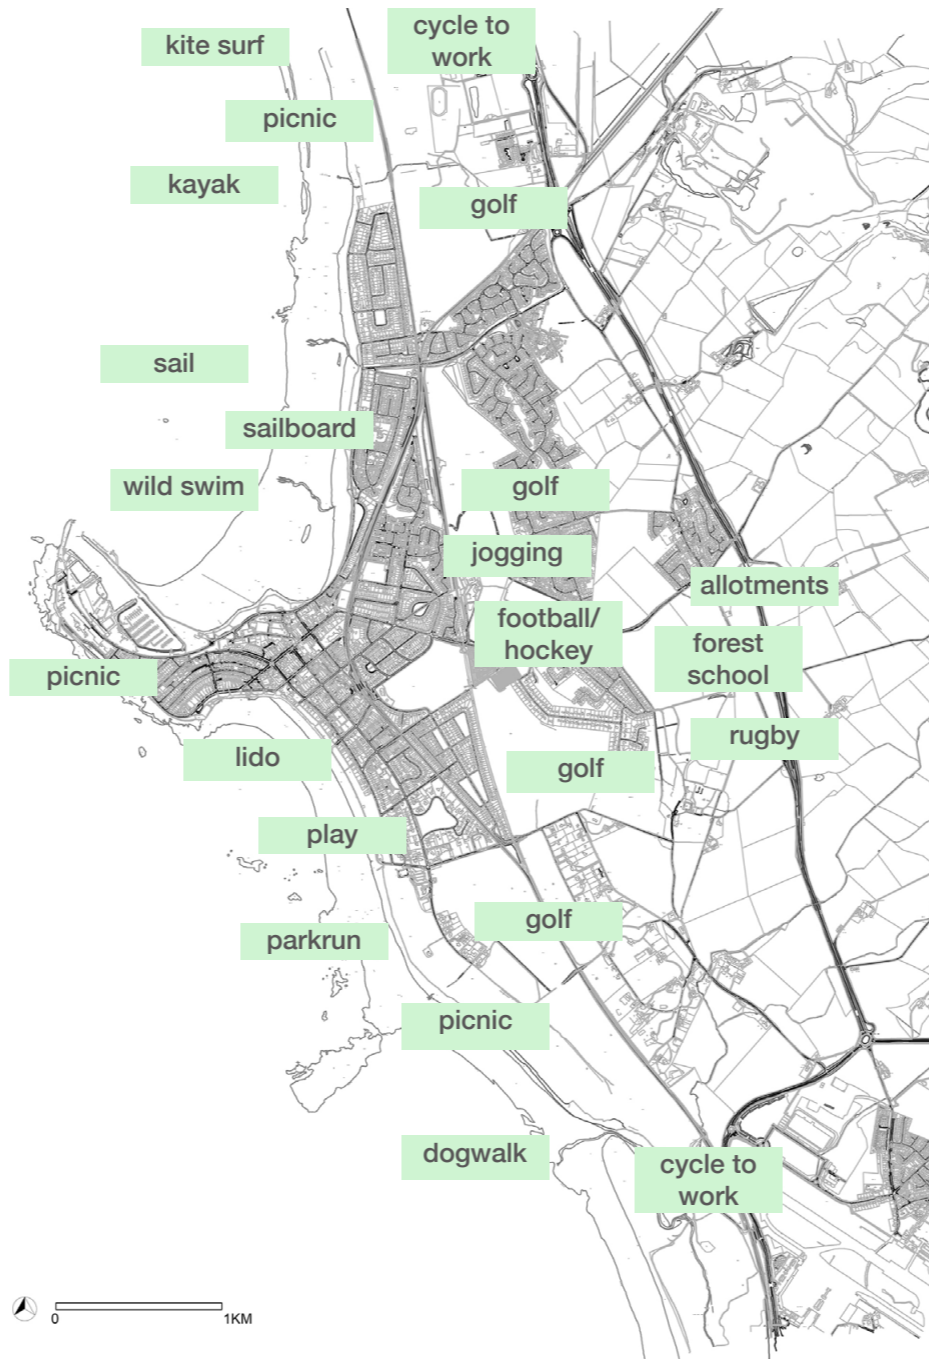 kite surf
cycle to
work
picnic
kayak
golf
sail
sailboard
wild swim
golf
jogging
allotments
football/
hockey
forest
school
picnic
rugby
lido
golf
play
golf
parkrun
picnic
dogwalk
cycle to
work
0
1KM